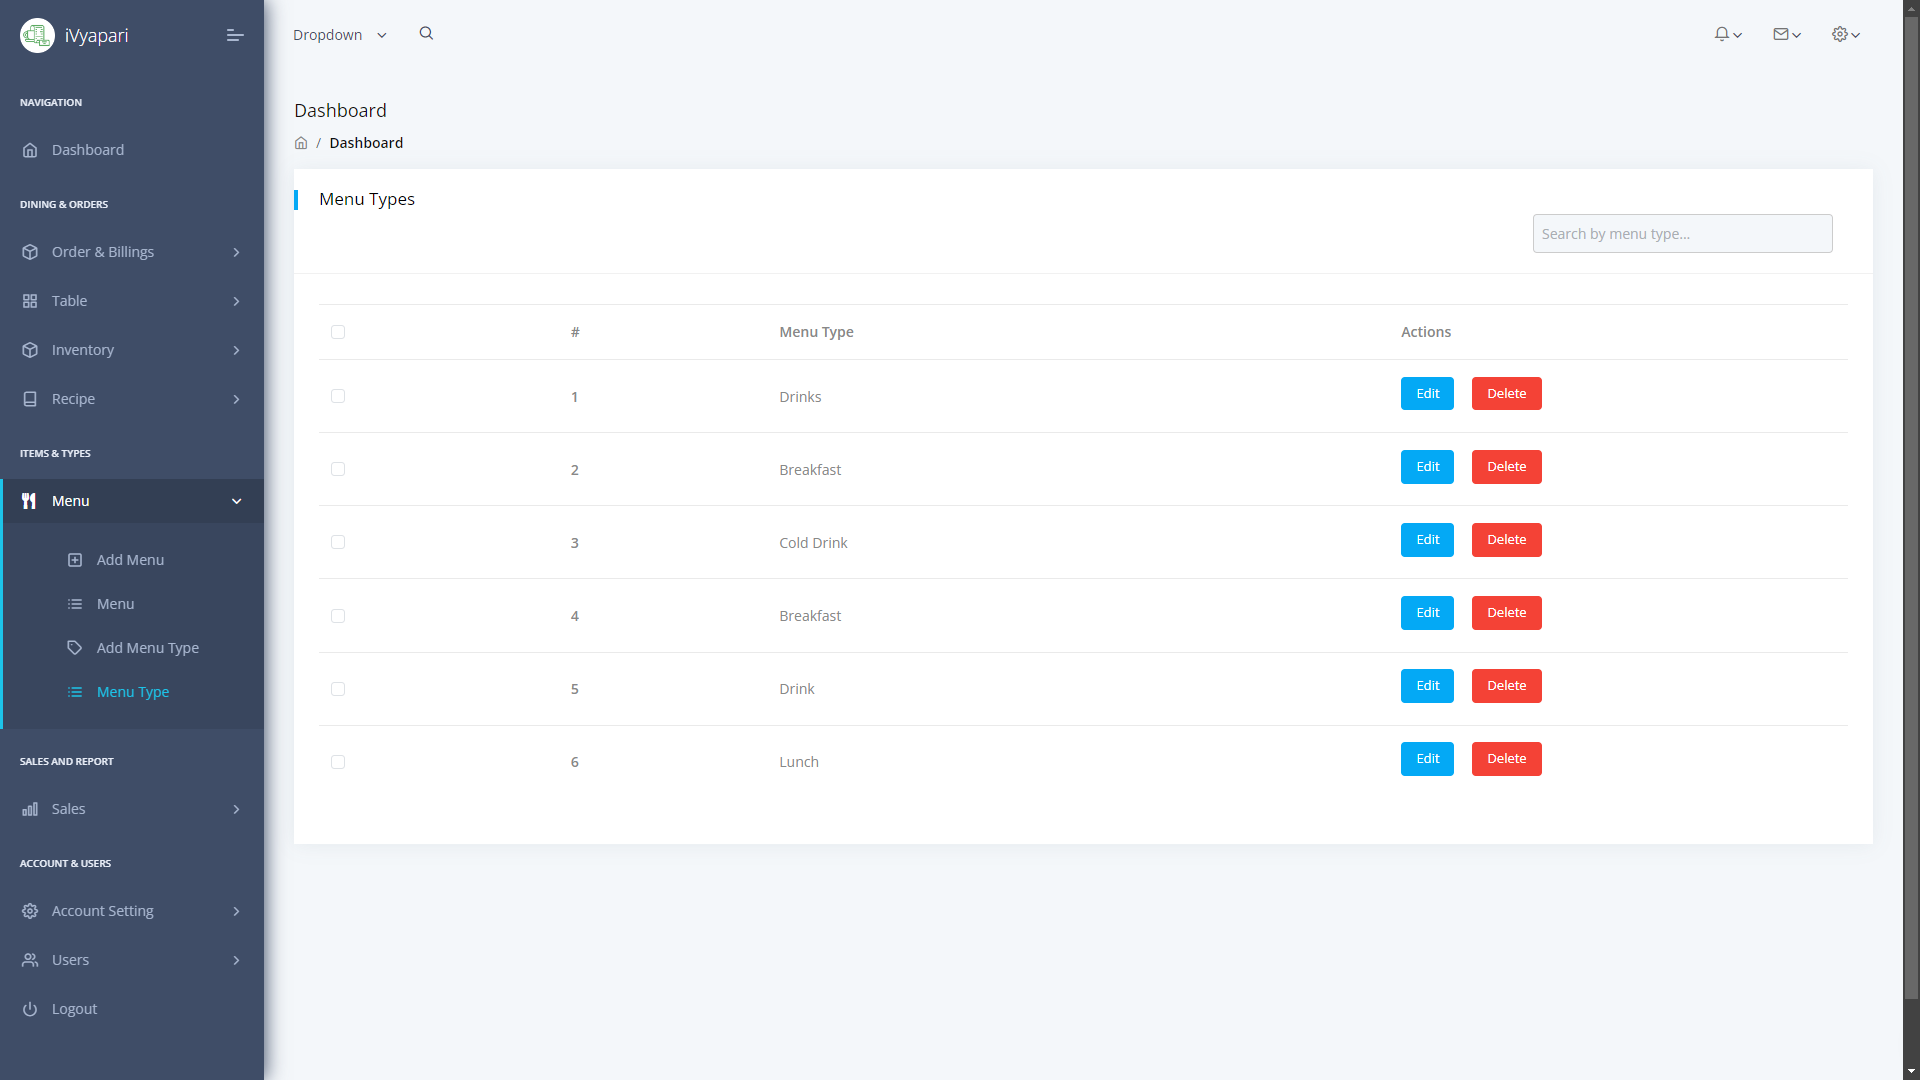 iVyapari
NAVIGATION
Dashboard
DINING & ORDERS
Order & Billings
Table
Inventory
Recipe
ITEMS & TYPES
Menu
Add Menu
Menu
Add Menu Type
Menu Type
SALES AND REPORT
Sales
ACCOUNT & USERS
Account Setting
Users
Logout
Dropdown
Dashboard
/ Dashboard
Menu Types
Search by menu type...
# Menu Type Actions
1 Drinks Edit Delete
2 Breakfast Edit Delete
3 Cold Drink Edit Delete
4 Breakfast Edit Delete
5 Drink Edit Delete
6 Lunch Edit Delete